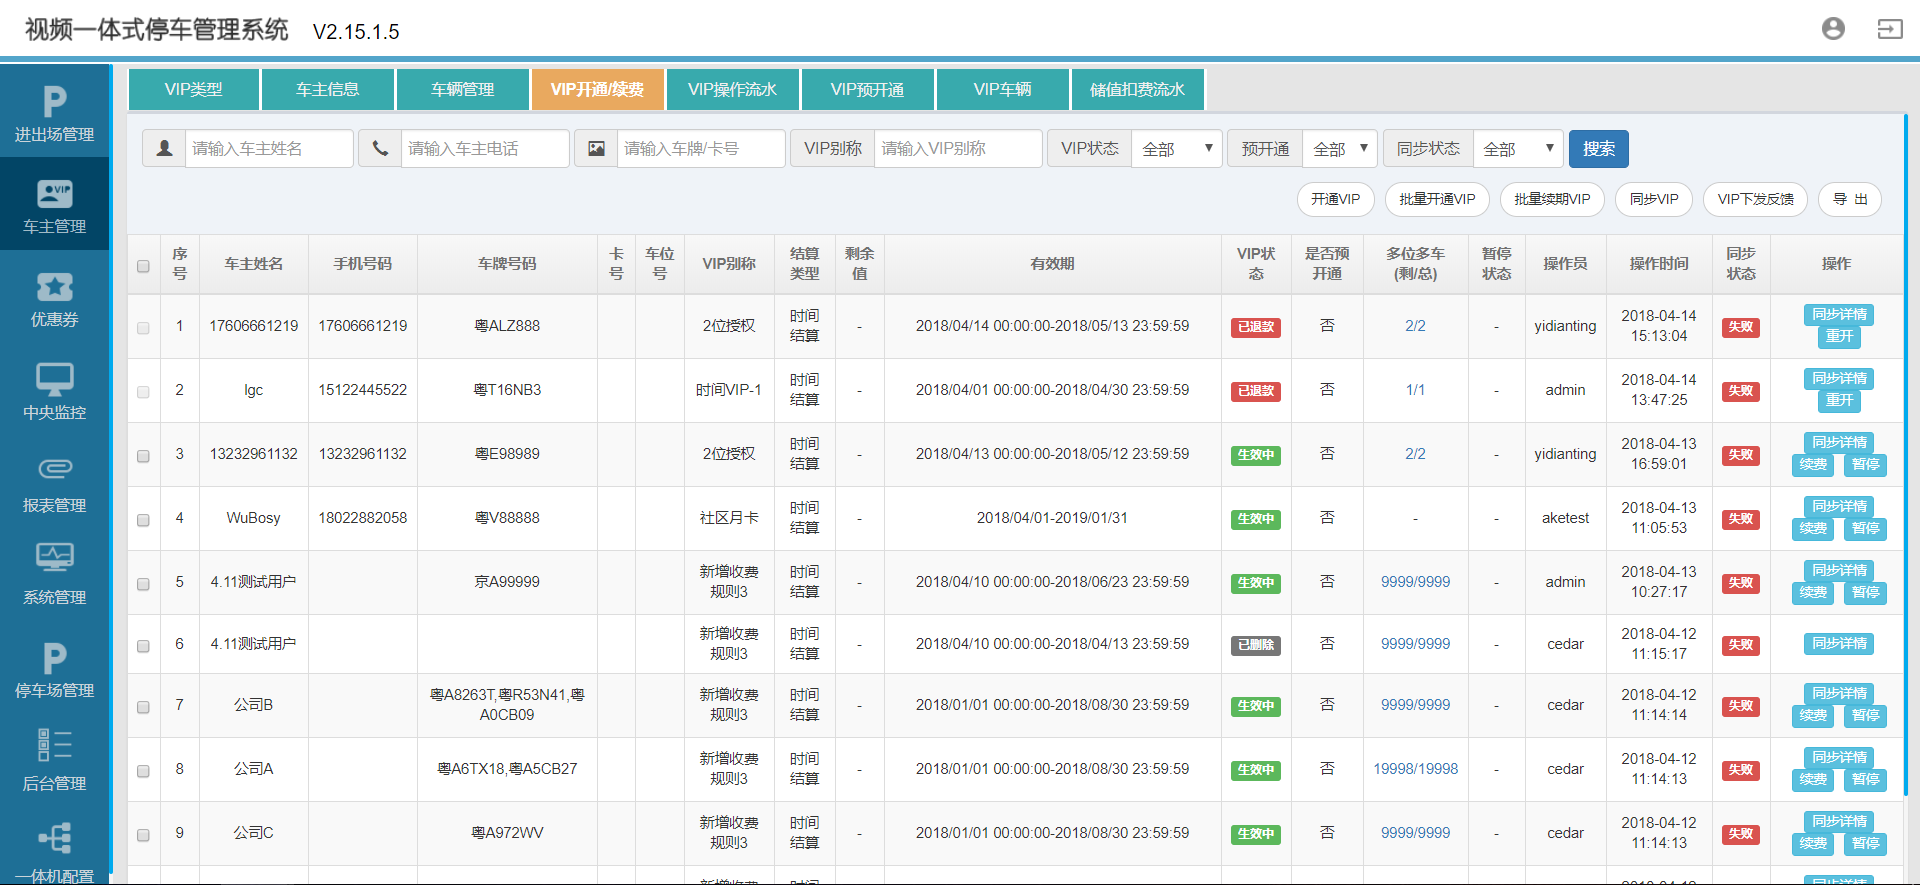 视频一体式停车管理系统 V2.15.1.5
VIP类型 车主信息 车辆管理 VIP开通/续费 VIP操作流水 VIP预开通 VIP车辆 储值扣费流水
进出场管理
车主管理
优惠券
中央监控
报表管理
系统管理
停车场管理
后台管理
一体机配置
请输入车主姓名 请输入车主电话 请输入车牌/卡号 VIP别称 请输入VIP别称 VIP状态 全部 预开通 全部 同步状态 全部 搜索
开通VIP 批量开通VIP 批量续期VIP 同步VIP VIP下发反馈 导 出
序号 车主姓名 手机号码 车牌号码 卡号 车位号 VIP别称 结算类型 剩余值 有效期 VIP状态 是否预开通 多位多车(剩/总) 暂停状态 操作员 操作时间 同步状态 操作
1 17606661219 17606661219 粤ALZ888 2位授权 时间结算 - 2018/04/14 00:00:00-2018/05/13 23:59:59 已退款 否 2/2 - yidianting 2018-04-14 15:13:04 失败 同步详情 重开
2 lgc 15122445522 粤T16NB3 时间VIP-1 时间结算 - 2018/04/01 00:00:00-2018/04/30 23:59:59 已退款 否 1/1 - admin 2018-04-14 13:47:25 失败 同步详情 重开
3 13232961132 13232961132 粤E98989 2位授权 时间结算 - 2018/04/13 00:00:00-2018/05/12 23:59:59 生效中 否 2/2 - yidianting 2018-04-13 16:59:01 失败 同步详情 续费 暂停
4 WuBosy 18022882058 粤V88888 社区月卡 时间结算 - 2018/04/01-2019/01/31 生效中 否 - - aketest 2018-04-13 11:05:53 失败 同步详情 续费 暂停
5 4.11测试用户 京A99999 新增收费规则3 时间结算 - 2018/04/10 00:00:00-2018/06/23 23:59:59 生效中 否 9999/9999 - admin 2018-04-13 10:27:17 失败 同步详情 续费 暂停
6 4.11测试用户 新增收费规则3 时间结算 - 2018/04/10 00:00:00-2018/04/13 23:59:59 已删除 否 9999/9999 - cedar 2018-04-12 11:15:17 失败 同步详情
7 公司B 粤A8263T,粤R53N41,粤A0CB09 新增收费规则3 时间结算 - 2018/01/01 00:00:00-2018/08/30 23:59:59 生效中 否 9999/9999 - cedar 2018-04-12 11:14:14 失败 同步详情 续费 暂停
8 公司A 粤A6TX18,粤A5CB27 新增收费规则3 时间结算 - 2018/01/01 00:00:00-2018/08/30 23:59:59 生效中 否 19998/19998 - cedar 2018-04-12 11:14:13 失败 同步详情 续费 暂停
9 公司C 粤A972WV 新增收费规则3 时间结算 - 2018/01/01 00:00:00-2018/08/30 23:59:59 生效中 否 9999/9999 - cedar 2018-04-12 11:14:13 失败 同步详情 续费 暂停